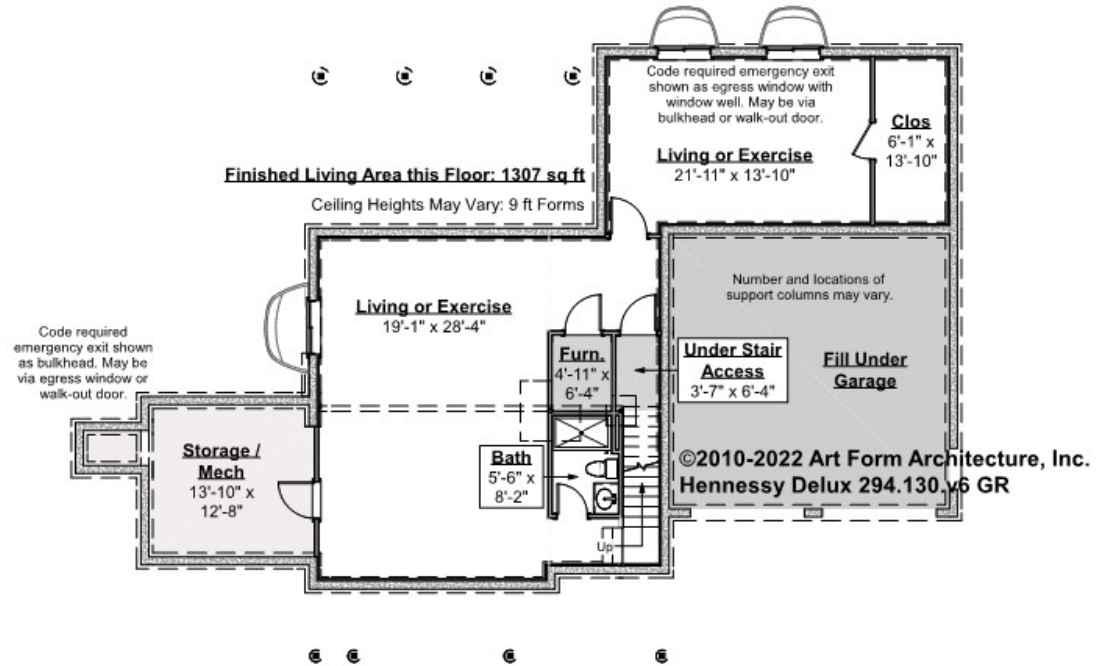 Code required emergency exit
shown as egress window with
window well. May be via
bulkhead or walk-out door.
Clos
6'-1" x
13'-10"
Living or Exercise
21'-11" x 13'-10"
Finished Living Area this Floor: 1307 sq ft
Ceiling Heights May Vary: 9 ft Forms
Number and locations of
support columns may vary.
Living or Exercise
19'-1" x 28'-4"
Code required
emergency exit shown
as bulkhead. May be
via egress window or
walk-out door.
Furn.
4'-11" x
6'-4"
Under Stair
Access
3'-7" x 6'-4"
Fill Under
Garage
Storage /
Mech
13'-10" x
12'-8"
Bath
5'-6" x
8'-2"
©2010-2022 Art Form Architecture, Inc.
Hennessy Delux 294.130.v6 GR
Up